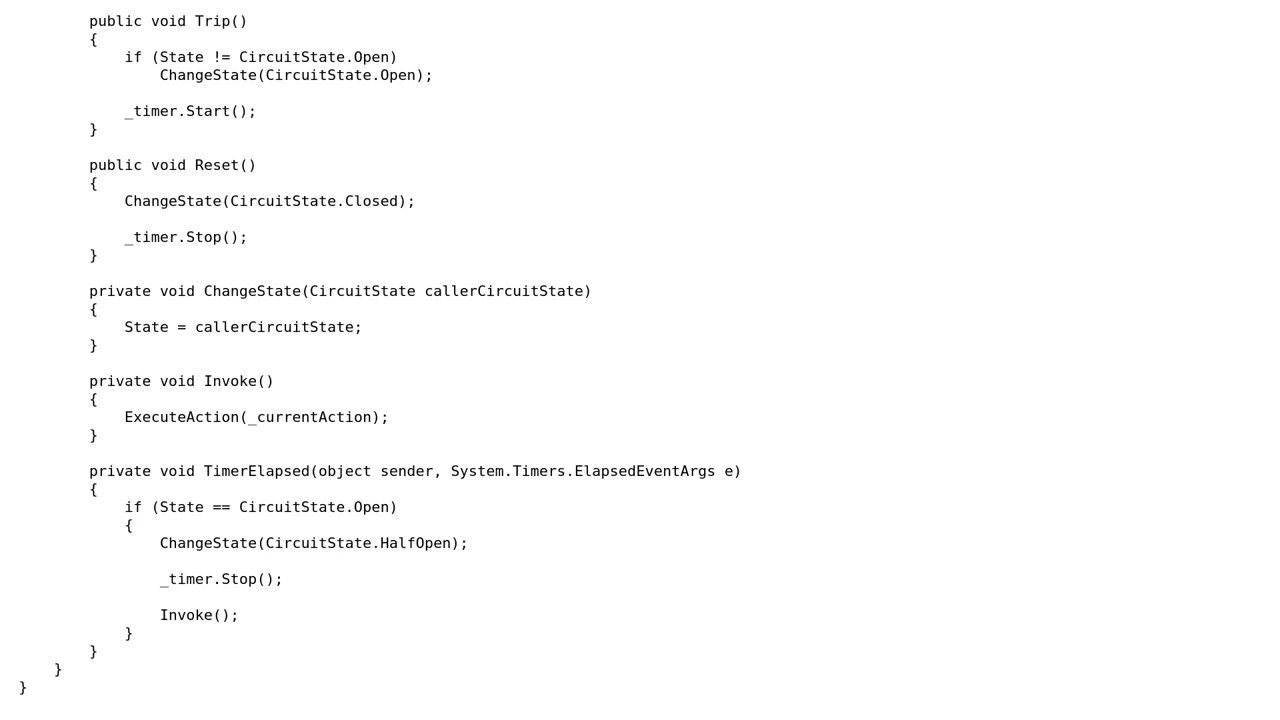 public void Trip()
{
if (State != CircuitState.Open)
ChangeState(CircuitState.Open);
_timer.Start();
}
public void Reset()
{
ChangeState(CircuitState.Closed);
_timer.Stop();
}
private void ChangeState(CircuitState callerCircuitState)
{
State = callerCircuitState;
}
private void Invoke()
{
ExecuteAction(_currentAction);
}
private void TimerElapsed(object sender, System.Timers.ElapsedEventArgs e)
{
if (State == CircuitState.Open)
{
ChangeState(CircuitState.HalfOpen);
_timer.Stop();
Invoke();
}
}
}
}